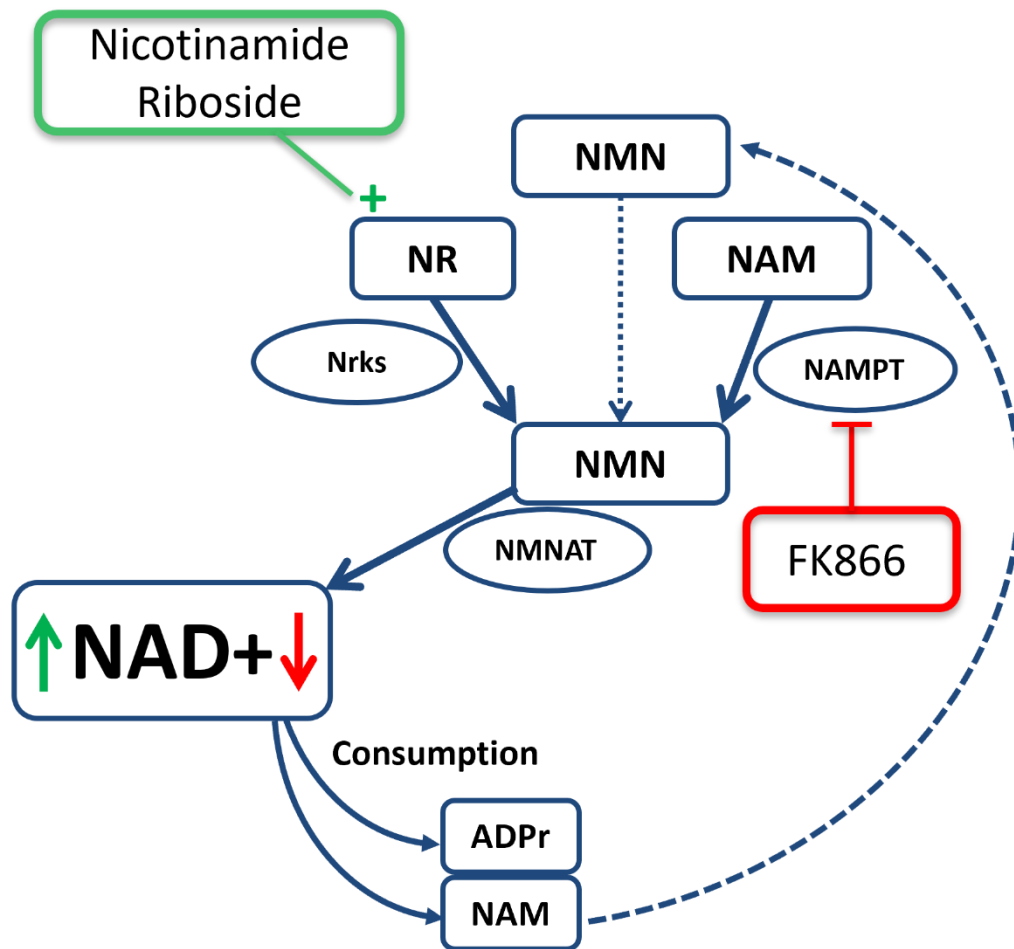 Nicotinamide
Riboside
NMN
+
NR
NAM
Nrks
NAMPT
NMN
NMNAT
FK866
NAD+
Consumption
ADPr
NAM